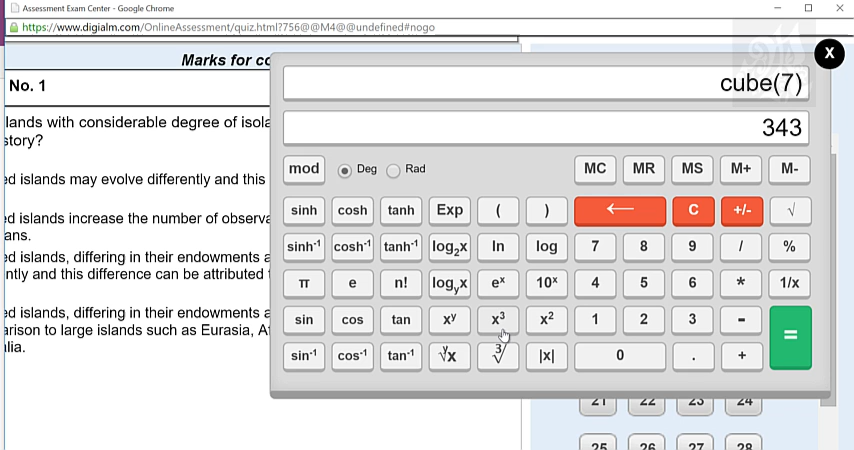 Assessment Exam Center - Google Chrome
https://www.digialm.com/OnlineAssessment/quiz.html?756@@M4@@undefined#nogo
Marks for co
X
No. 1
cube(7)
343
lands with considerable degree of isola
story?
ed islands may evolve differently and this
ed islands increase the number of observa
ans.
ed islands, differing in their endowments a
ntly and this difference can be attributed
ed islands, differing in their endowments a
arison to large islands such as Eurasia, Af
lia.
mod Deg Rad MC MR MS M+ M-
sinh cosh tanh Exp ( ) ← C +/- √
sinh⁻¹ cosh⁻¹ tanh⁻¹ log₂x ln log 7 8 9 / %
π e n! logᵧx eˣ 10ˣ 4 5 6 * 1/x
sin cos tan xʸ x³ x² 1 2 3 - =
sin⁻¹ cos⁻¹ tan⁻¹ ʸ√x ³√ |x| 0 . +
21 22 23 24
25 26 27 28